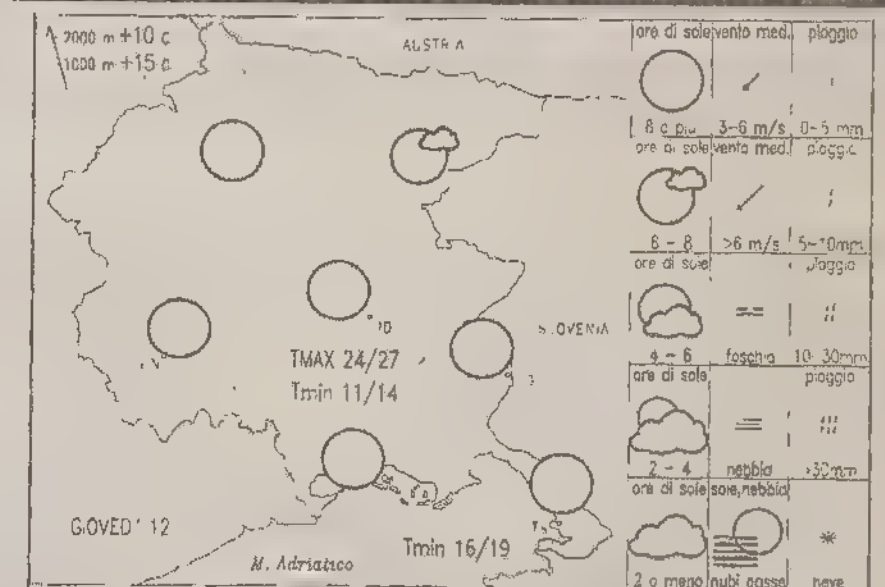 2000 m +10 C
1000 m +15 C
AUSTRIA
SLOVENIA
TMAX 24/27
Tmin 11/14
GIOVEDI' 12
M. Adriatico
Tmin 16/19
ore di sole vento med. pioggia
8 o più 3-6 m/s 0-5 mm
ore di sole vento med. pioggia
6 - 8 >6 m/s 5-10mm
ore di sole pioggia
4 - 6 foschia 10-30mm
ore di sole pioggia
2 - 4 nebbia >30mm
ore di sole sole,nebbia
2 o meno nubi basse neve